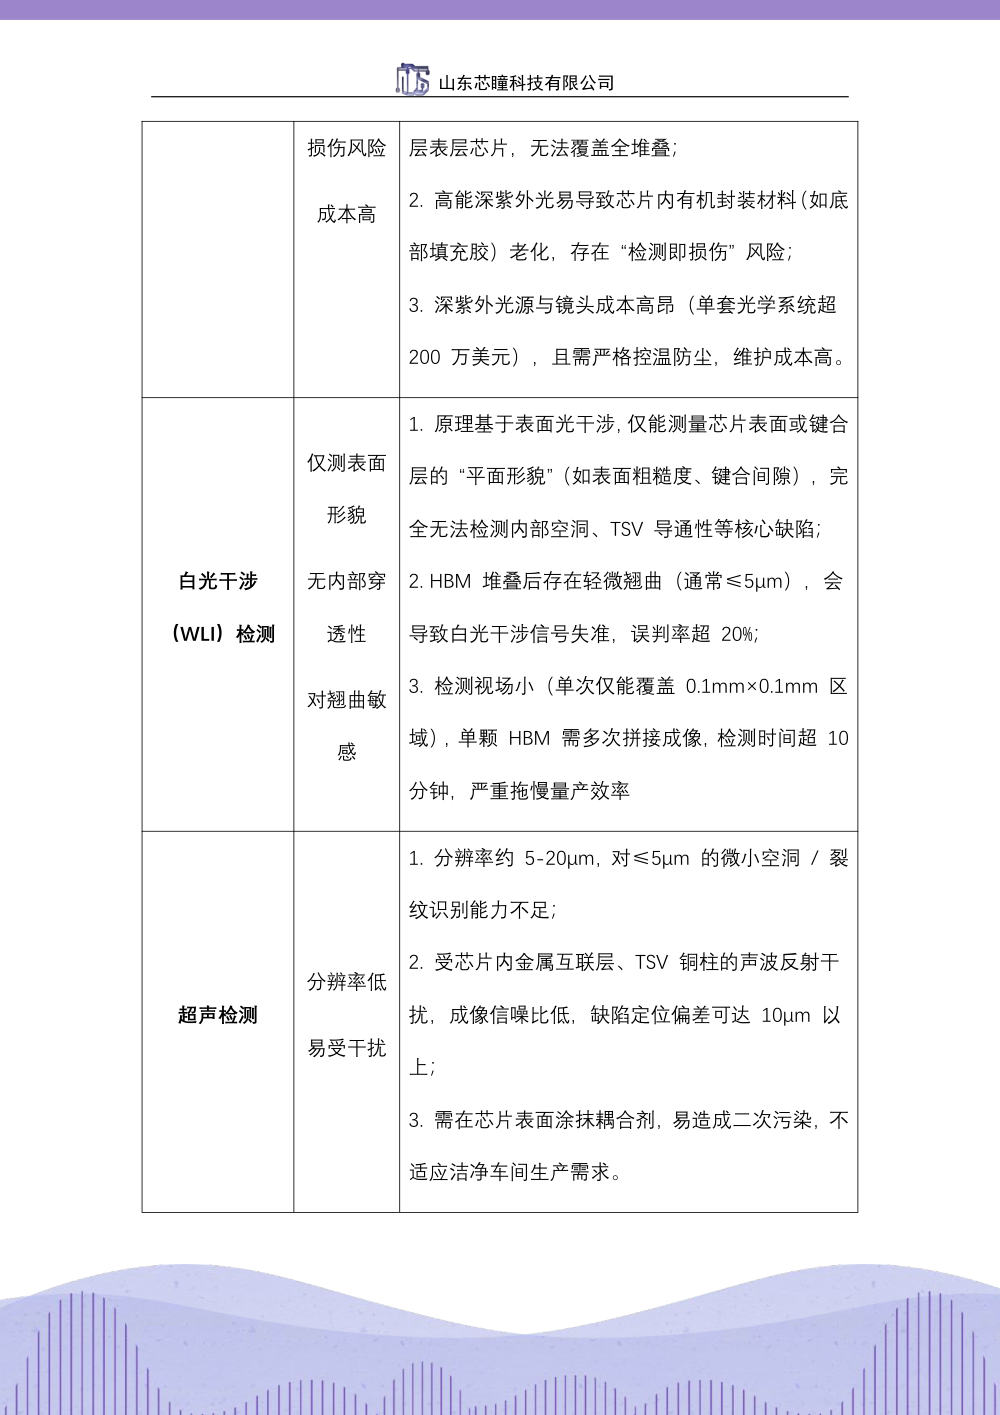 山东芯瞳科技有限公司
损伤风险
成本高
层表层芯片，无法覆盖全堆叠；
2. 高能深紫外光易导致芯片内有机封装材料（如底
部填充胶）老化，存在 “检测即损伤” 风险；
3. 深紫外光源与镜头成本高昂（单套光学系统超
200 万美元），且需严格控温防尘，维护成本高。
白光干涉
（WLI）检测
仅测表面
形貌
无内部穿
透性
对翘曲敏
感
1. 原理基于表面光干涉，仅能测量芯片表面或键合
层的 “平面形貌”（如表面粗糙度、键合间隙），完
全无法检测内部空洞、TSV 导通性等核心缺陷；
2. HBM 堆叠后存在轻微翘曲（通常≤5μm），会
导致白光干涉信号失准，误判率超 20%；
3. 检测视场小（单次仅能覆盖 0.1mm×0.1mm 区
域），单颗 HBM 需多次拼接成像，检测时间超 10
分钟，严重拖慢量产效率
超声检测
分辨率低
易受干扰
1. 分辨率约 5-20μm，对≤5μm 的微小空洞 / 裂
纹识别能力不足；
2. 受芯片内金属互联层、TSV 铜柱的声波反射干
扰，成像信噪比低，缺陷定位偏差可达 10μm 以
上；
3. 需在芯片表面涂抹耦合剂，易造成二次污染，不
适应洁净车间生产需求。